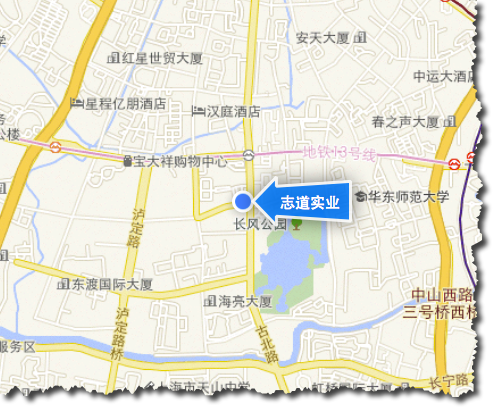 学
安天大厦
红星世贸大厦
中运大酒
星程亿朋酒店
汉庭酒店
务
公楼
春之声大厦
地铁13号线
宝大祥购物中心
志道实业
华东师范大学
泸定路
长风公园
东渡国际大厦
海亮大厦
中山西路
三号桥西桥
泸定路桥
古北路
服务区
长宁路
上海市天山中学